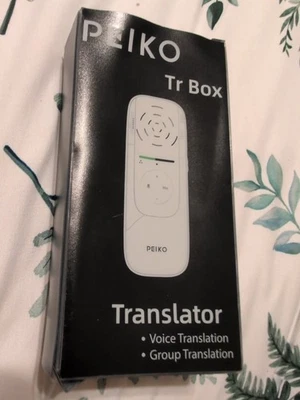 PEIKO
Tr Box
PEIKO
Translator
• Voice Translation
• Group Translation